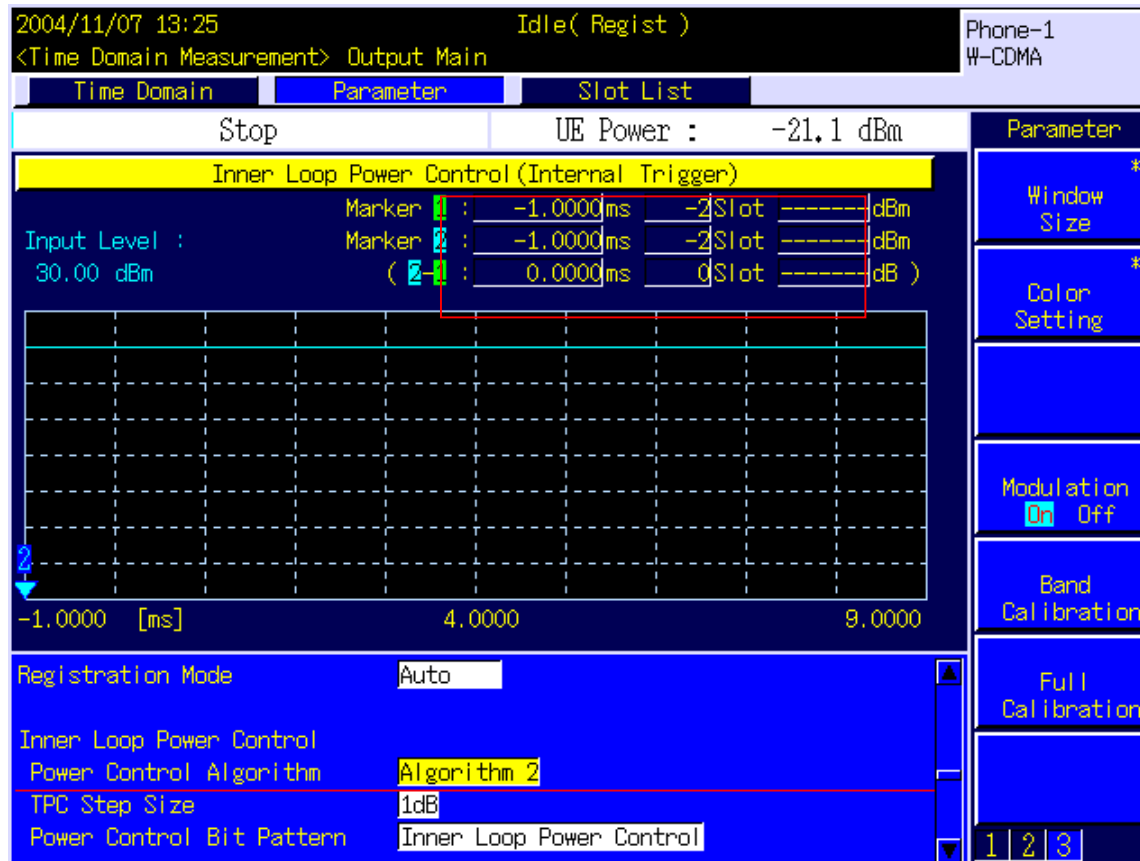 2004/11/07 13:25 Idle( Regist )
Phone-1
<Time Domain Measurement> Output Main
W-CDMA
Time Domain Parameter Slot List
Stop UE Power : -21.1 dBm
Parameter
Inner Loop Power Control(Internal Trigger)
Marker 1 : -1.0000ms -2Slot -------dBm
Input Level : Marker 2 : -1.0000ms -2Slot -------dBm
30.00 dBm ( 2-1 : 0.0000ms 0Slot -------dB )
2
-1.0000 [ms] 4.0000 9.0000
Registration Mode Auto
Inner Loop Power Control
Power Control Algorithm Algorithm 2
TPC Step Size 1dB
Power Control Bit Pattern Inner Loop Power Control
*
Window
Size
*
Color
Setting
Modulation
On Off
Band
Calibration
Full
Calibration
1 2 3